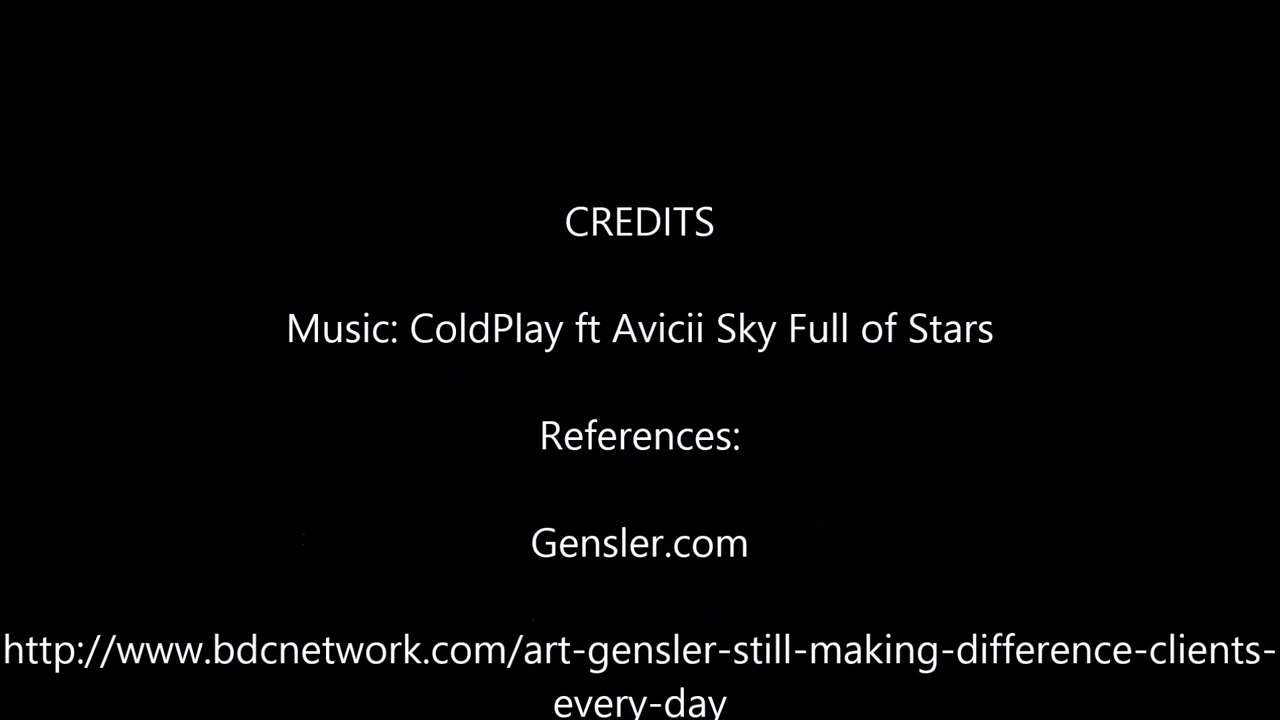 CREDITS
Music: ColdPlay ft Avicii Sky Full of Stars
References:
Gensler.com
http://www.bdcnetwork.com/art-gensler-still-making-difference-clients-
every-day